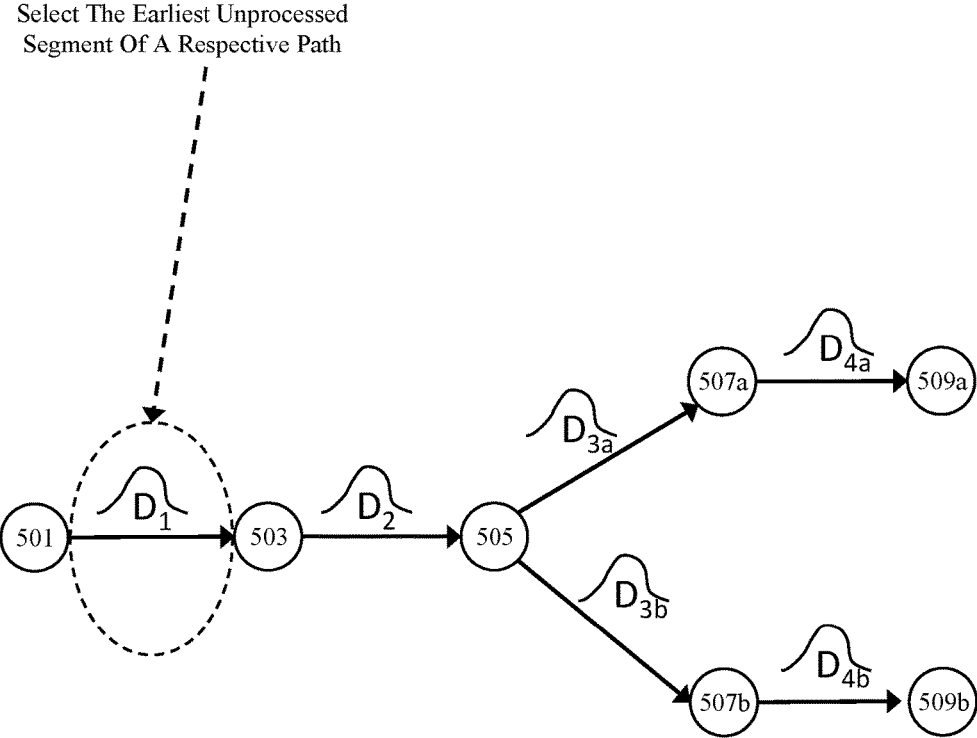 Select The Earliest Unprocessed
Segment Of A Respective Path
D4a
507a
509a
D3a
D1
D2
501
503
505
D3b
D4b
507b
509b